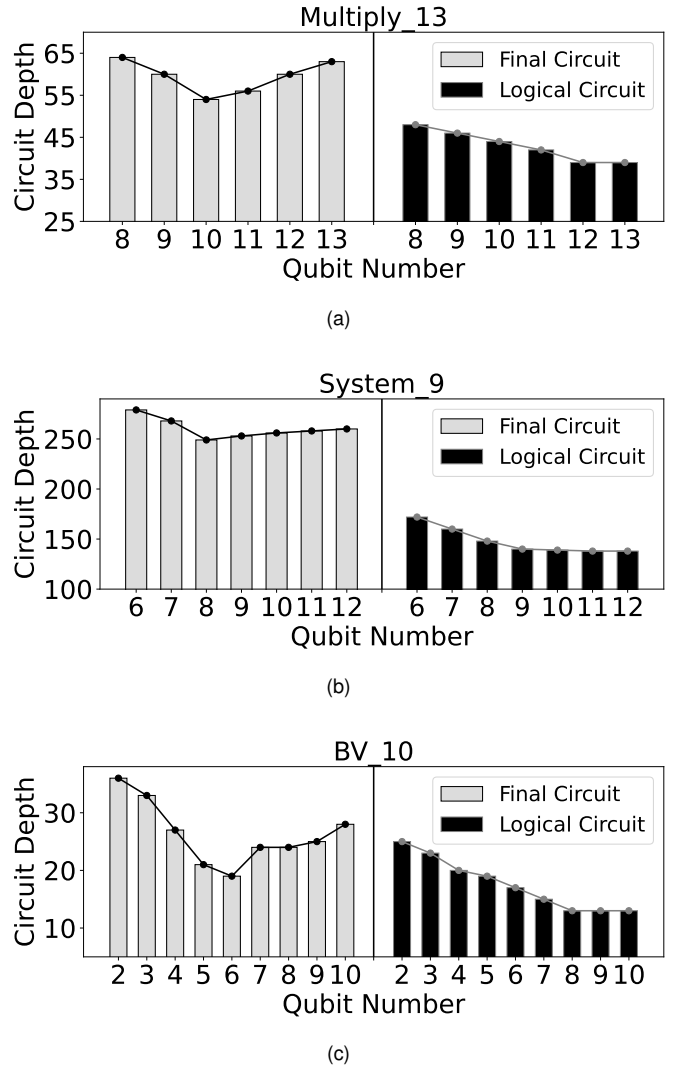 Multiply_13
Circuit Depth
65
55
45
35
25
Final Circuit
Logical Circuit
8 9 10 11 12 13 8 9 10 11 12 13
Qubit Number
(a)
System_9
Circuit Depth
250
200
150
100
Final Circuit
Logical Circuit
6 7 8 9 10 11 12 6 7 8 9 10 11 12
Qubit Number
(b)
BV_10
Circuit Depth
30
20
10
Final Circuit
Logical Circuit
2 3 4 5 6 7 8 9 10 2 3 4 5 6 7 8 9 10
Qubit Number
(c)